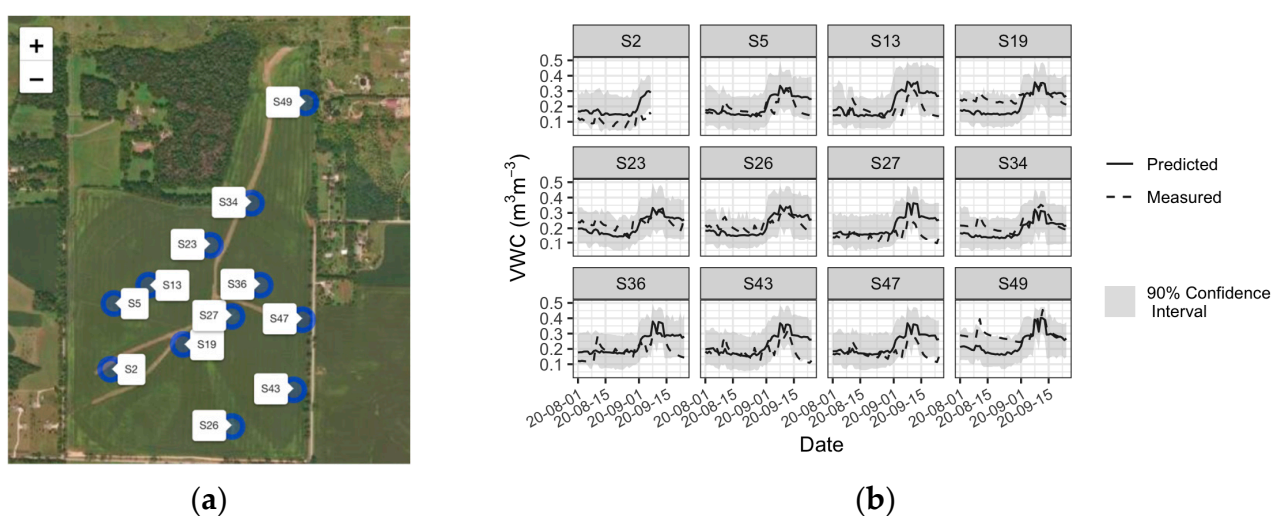 +
−
S49
S34
S23
S13
S36
S5
S27
S47
S19
S2
S43
S26
(a)
S2 S5 S13 S19
0.5
0.4
0.3
0.2
0.1
S23 S26 S27 S34
0.5
0.4
0.3
0.2
0.1
S36 S43 S47 S49
0.5
0.4
0.3
0.2
0.1
VWC (m³m⁻³)
20-08-01 20-08-15 20-09-01 20-09-15 20-08-01 20-08-15 20-09-01 20-09-15 20-08-01 20-08-15 20-09-01 20-09-15 20-08-01 20-08-15 20-09-01 20-09-15
Date
Predicted
Measured
90% Confidence
Interval
(b)